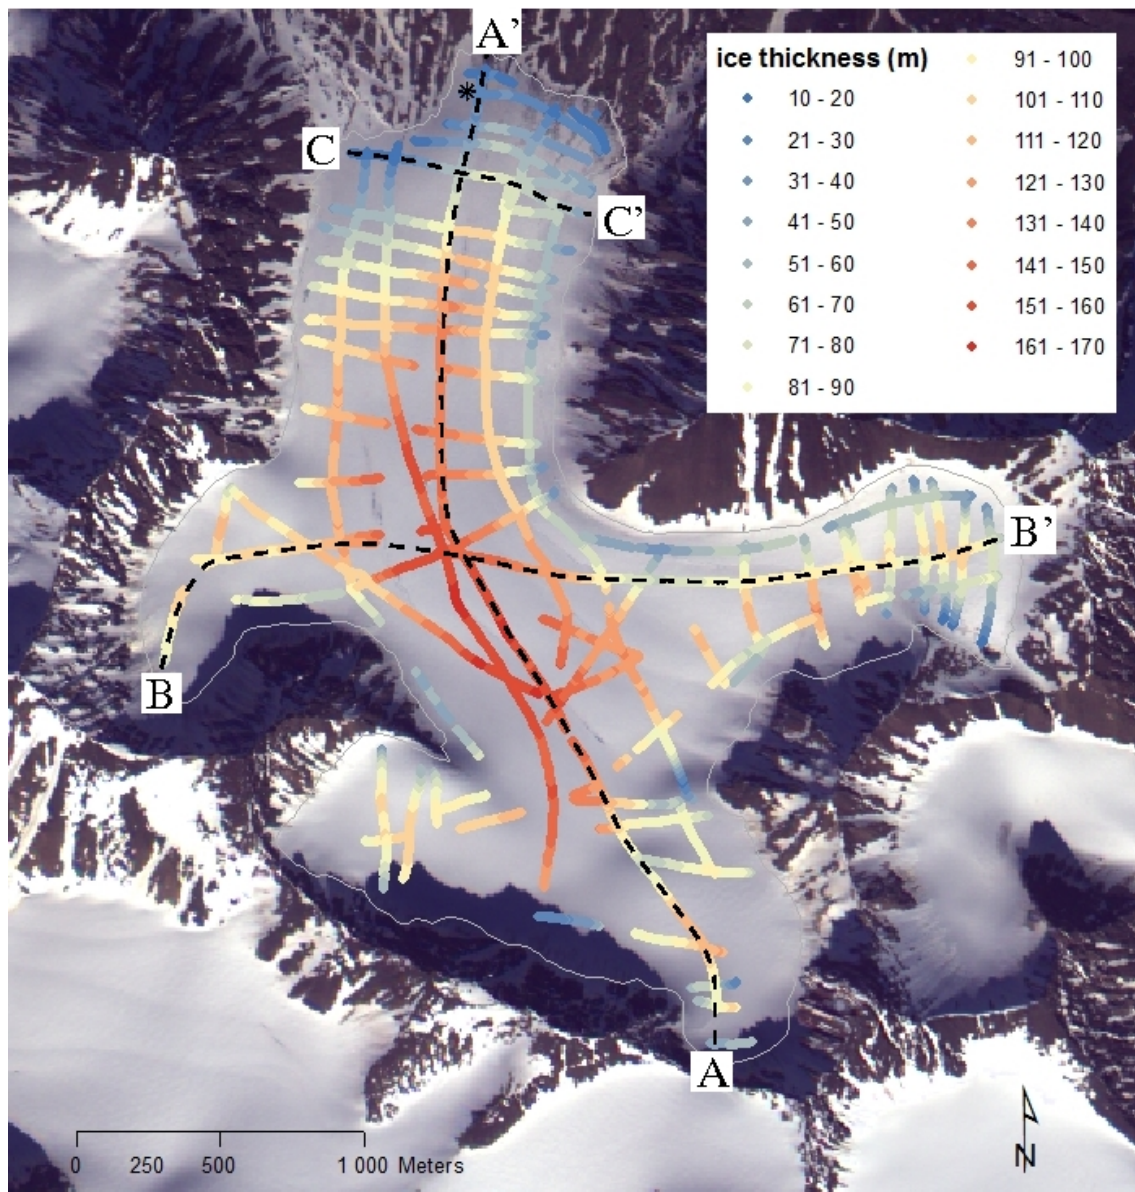 A'
*
C
C'
B'
B
A
ice thickness (m)
10 - 20
21 - 30
31 - 40
41 - 50
51 - 60
61 - 70
71 - 80
81 - 90
91 - 100
101 - 110
111 - 120
121 - 130
131 - 140
141 - 150
151 - 160
161 - 170
0 250 500 1 000 Meters
N